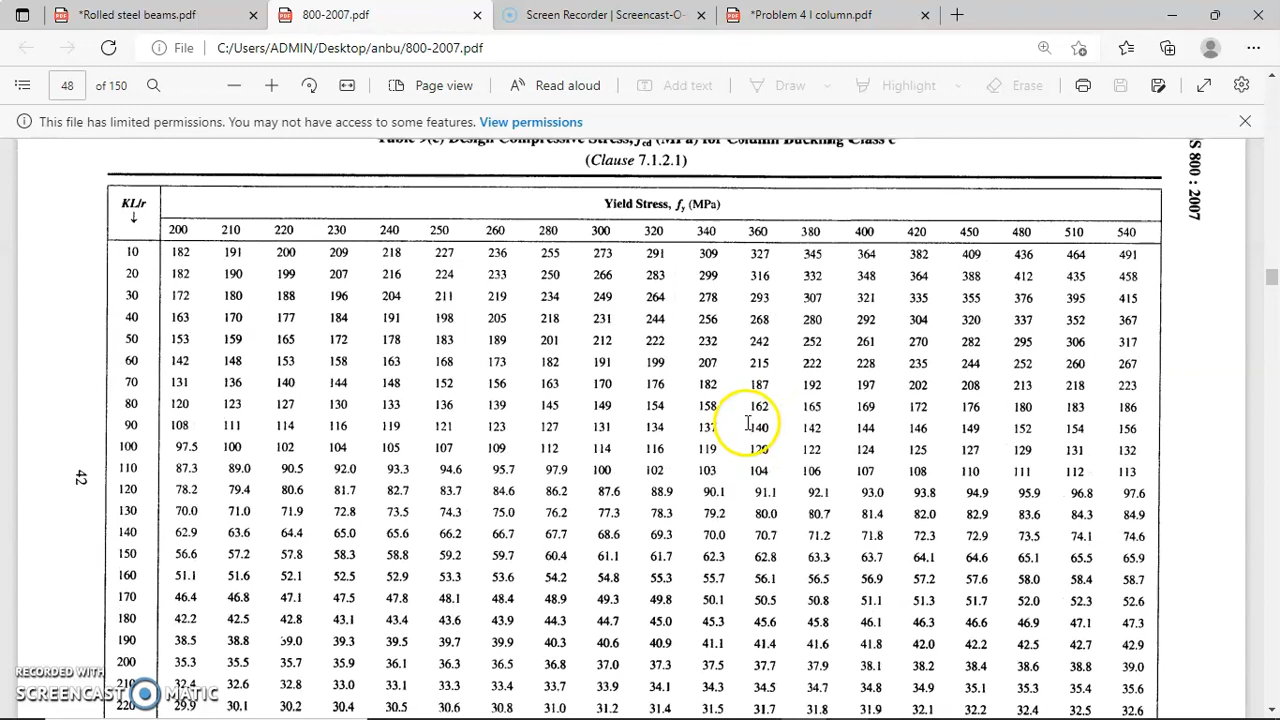 *Rolled steel beams.pdf
800-2007.pdf
Screen Recorder | Screencast-O-
*Problem 4 I column.pdf
File
C:/Users/ADMIN/Desktop/anbu/800-2007.pdf
48 of 150
Page view
Read aloud
Add text
Draw
Highlight
Erase
This file has limited permissions. You may not have access to some features. View permissions
Table 9(c) Design Compressive Stress, fcd (MPa) for Column Buckling Class c
(Clause 7.1.2.1)
S 800 : 2007
KL/r Yield Stress, fy (MPa)
↓
200 210 220 230 240 250 260 280 300 320 340 360 380 400 420 450 480 510 540
10 182 191 200 209 218 227 236 255 273 291 309 327 345 364 382 409 436 464 491
20 182 190 199 207 216 224 233 250 266 283 299 316 332 348 364 388 412 435 458
30 172 180 188 196 204 211 219 234 249 264 278 293 307 321 335 355 376 395 415
40 163 170 177 184 191 198 205 218 231 244 256 268 280 292 304 320 337 352 367
50 153 159 165 172 178 183 189 201 212 222 232 242 252 261 270 282 295 306 317
60 142 148 153 158 163 168 173 182 191 199 207 215 222 228 235 244 252 260 267
70 131 136 140 144 148 152 156 163 170 176 182 187 192 197 202 208 213 218 223
80 120 123 127 130 133 136 139 145 149 154 158 162 165 169 172 176 180 183 186
90 108 111 114 116 119 121 123 127 131 134 137 140 142 144 146 149 152 154 156
100 97.5 100 102 104 105 107 109 112 114 116 119 120 122 124 125 127 129 131 132
110 87.3 89.0 90.5 92.0 93.3 94.6 95.7 97.9 100 102 103 104 106 107 108 110 111 112 113
120 78.2 79.4 80.6 81.7 82.7 83.7 84.6 86.2 87.6 88.9 90.1 91.1 92.1 93.0 93.8 94.9 95.9 96.8 97.6
130 70.0 71.0 71.9 72.8 73.5 74.3 75.0 76.2 77.3 78.3 79.2 80.0 80.7 81.4 82.0 82.9 83.6 84.3 84.9
140 62.9 63.6 64.4 65.0 65.6 66.2 66.7 67.7 68.6 69.3 70.0 70.7 71.2 71.8 72.3 72.9 73.5 74.1 74.6
150 56.6 57.2 57.8 58.3 58.8 59.2 59.7 60.4 61.1 61.7 62.3 62.8 63.3 63.7 64.1 64.6 65.1 65.5 65.9
160 51.1 51.6 52.1 52.5 52.9 53.3 53.6 54.2 54.8 55.3 55.7 56.1 56.5 56.9 57.2 57.6 58.0 58.4 58.7
170 46.4 46.8 47.1 47.5 47.8 48.1 48.4 48.9 49.3 49.8 50.1 50.5 50.8 51.1 51.3 51.7 52.0 52.3 52.6
180 42.2 42.5 42.8 43.1 43.4 43.6 43.9 44.3 44.7 45.0 45.3 45.6 45.8 46.1 46.3 46.6 46.9 47.1 47.3
190 38.5 38.8 39.0 39.3 39.5 39.7 39.9 40.3 40.6 40.9 41.1 41.4 41.6 41.8 42.0 42.2 42.5 42.7 42.9
200 35.3 35.5 35.7 35.9 36.1 36.3 36.5 36.8 37.0 37.3 37.5 37.7 37.9 38.1 38.2 38.4 38.6 38.8 39.0
210 32.4 32.6 32.8 33.0 33.1 33.3 33.4 33.7 33.9 34.1 34.3 34.5 34.7 34.8 34.9 35.1 35.3 35.4 35.6
220 29.9 30.1 30.2 30.4 30.5 30.6 30.8 31.0 31.2 31.4 31.5 31.7 31.8 31.9 32.1 32.2 32.4 32.5 32.6
42
RECORDED WITH
SCREENCAST MATIC